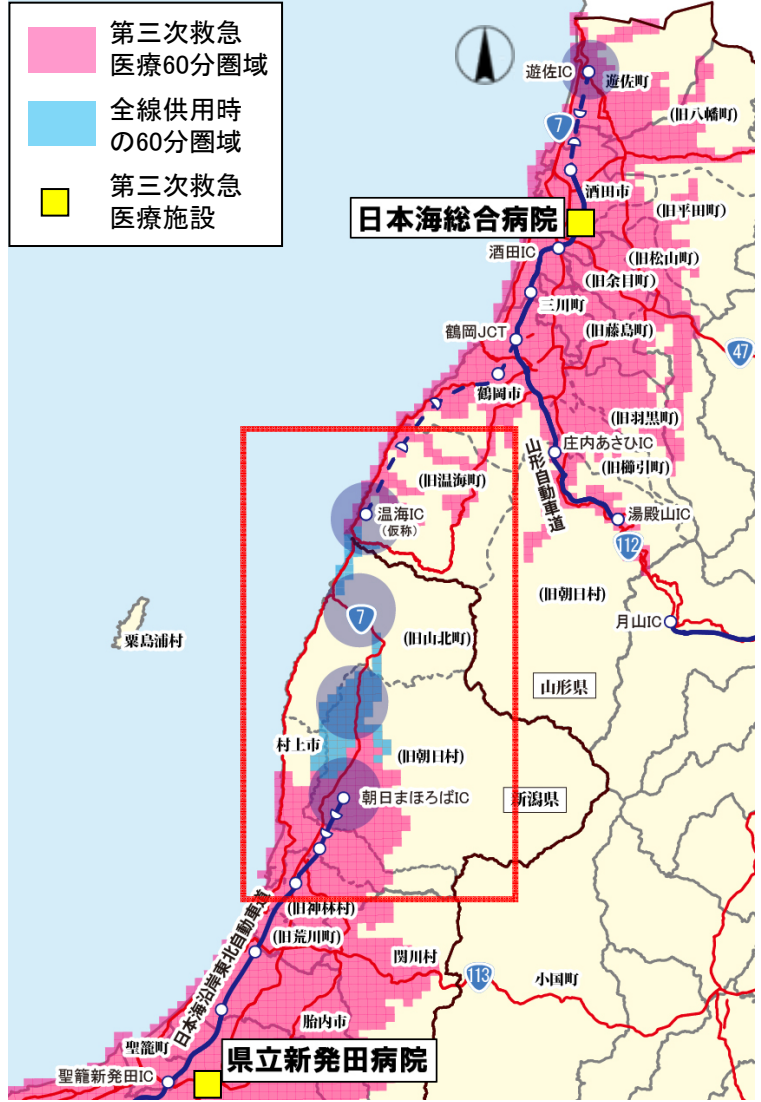 第三次救急
医療60分圏域
全線供用時
の60分圏域
第三次救急
医療施設
遊佐IC
遊佐町
7
(旧八幡町)
酒田市
(旧平田町)
日本海総合病院
酒田IC
(旧松山町)
(旧余目町)
三川町
鶴岡JCT
(旧藤島町)
47
鶴岡市
(旧羽黒町)
庄内あさひIC
(旧櫛引町)
山形自動車道
(旧温海町)
温海IC
(仮称)
湯殿山IC
112
(旧朝日村)
7
月山IC
粟島浦村
(旧山北町)
山形県
村上市
(旧朝日村)
朝日まほろばIC
新潟県
(旧神林村)
(旧荒川町)
日本海沿岸東北自動車道
関川村
113
小国町
胎内市
聖籠町
県立新発田病院
聖籠新発田IC